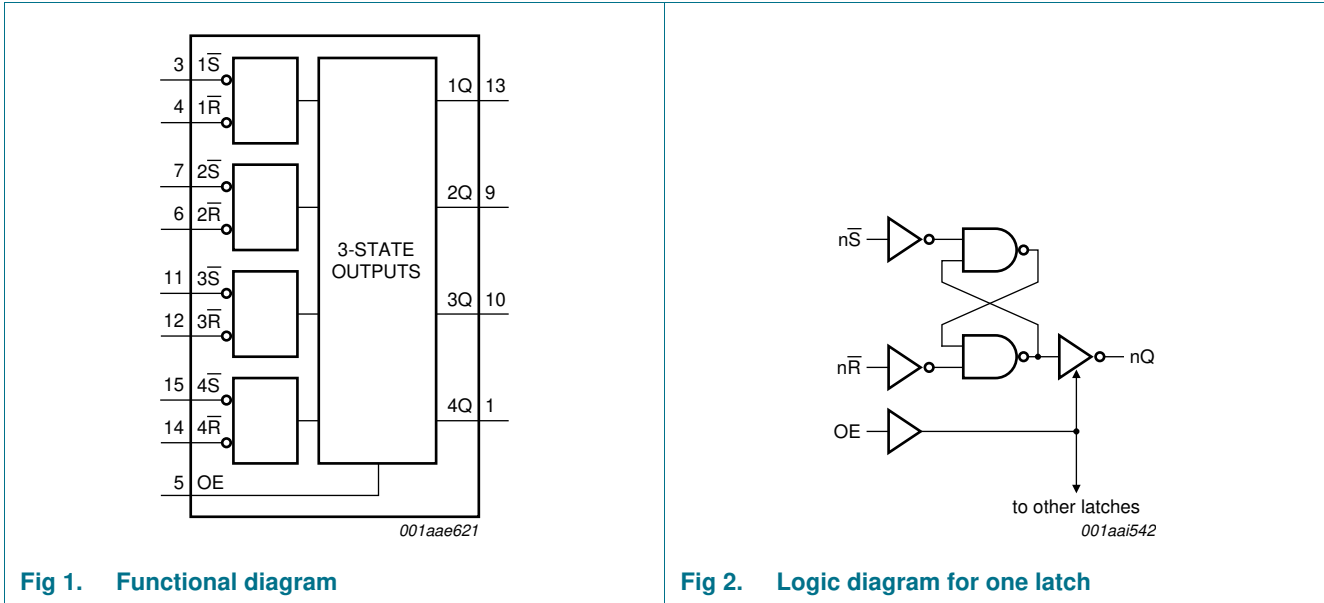 3 1S̅
1Q 13
4 1R̅
7 2S̅
2Q 9
6 2R̅
3-STATE
OUTPUTS
11 3S̅
3Q 10
12 3R̅
15 4S̅
4Q 1
14 4R̅
5 OE
001aae621
Fig 1. Functional diagram
nS̅
nR̅
nQ
OE
to other latches
001aai542
Fig 2. Logic diagram for one latch